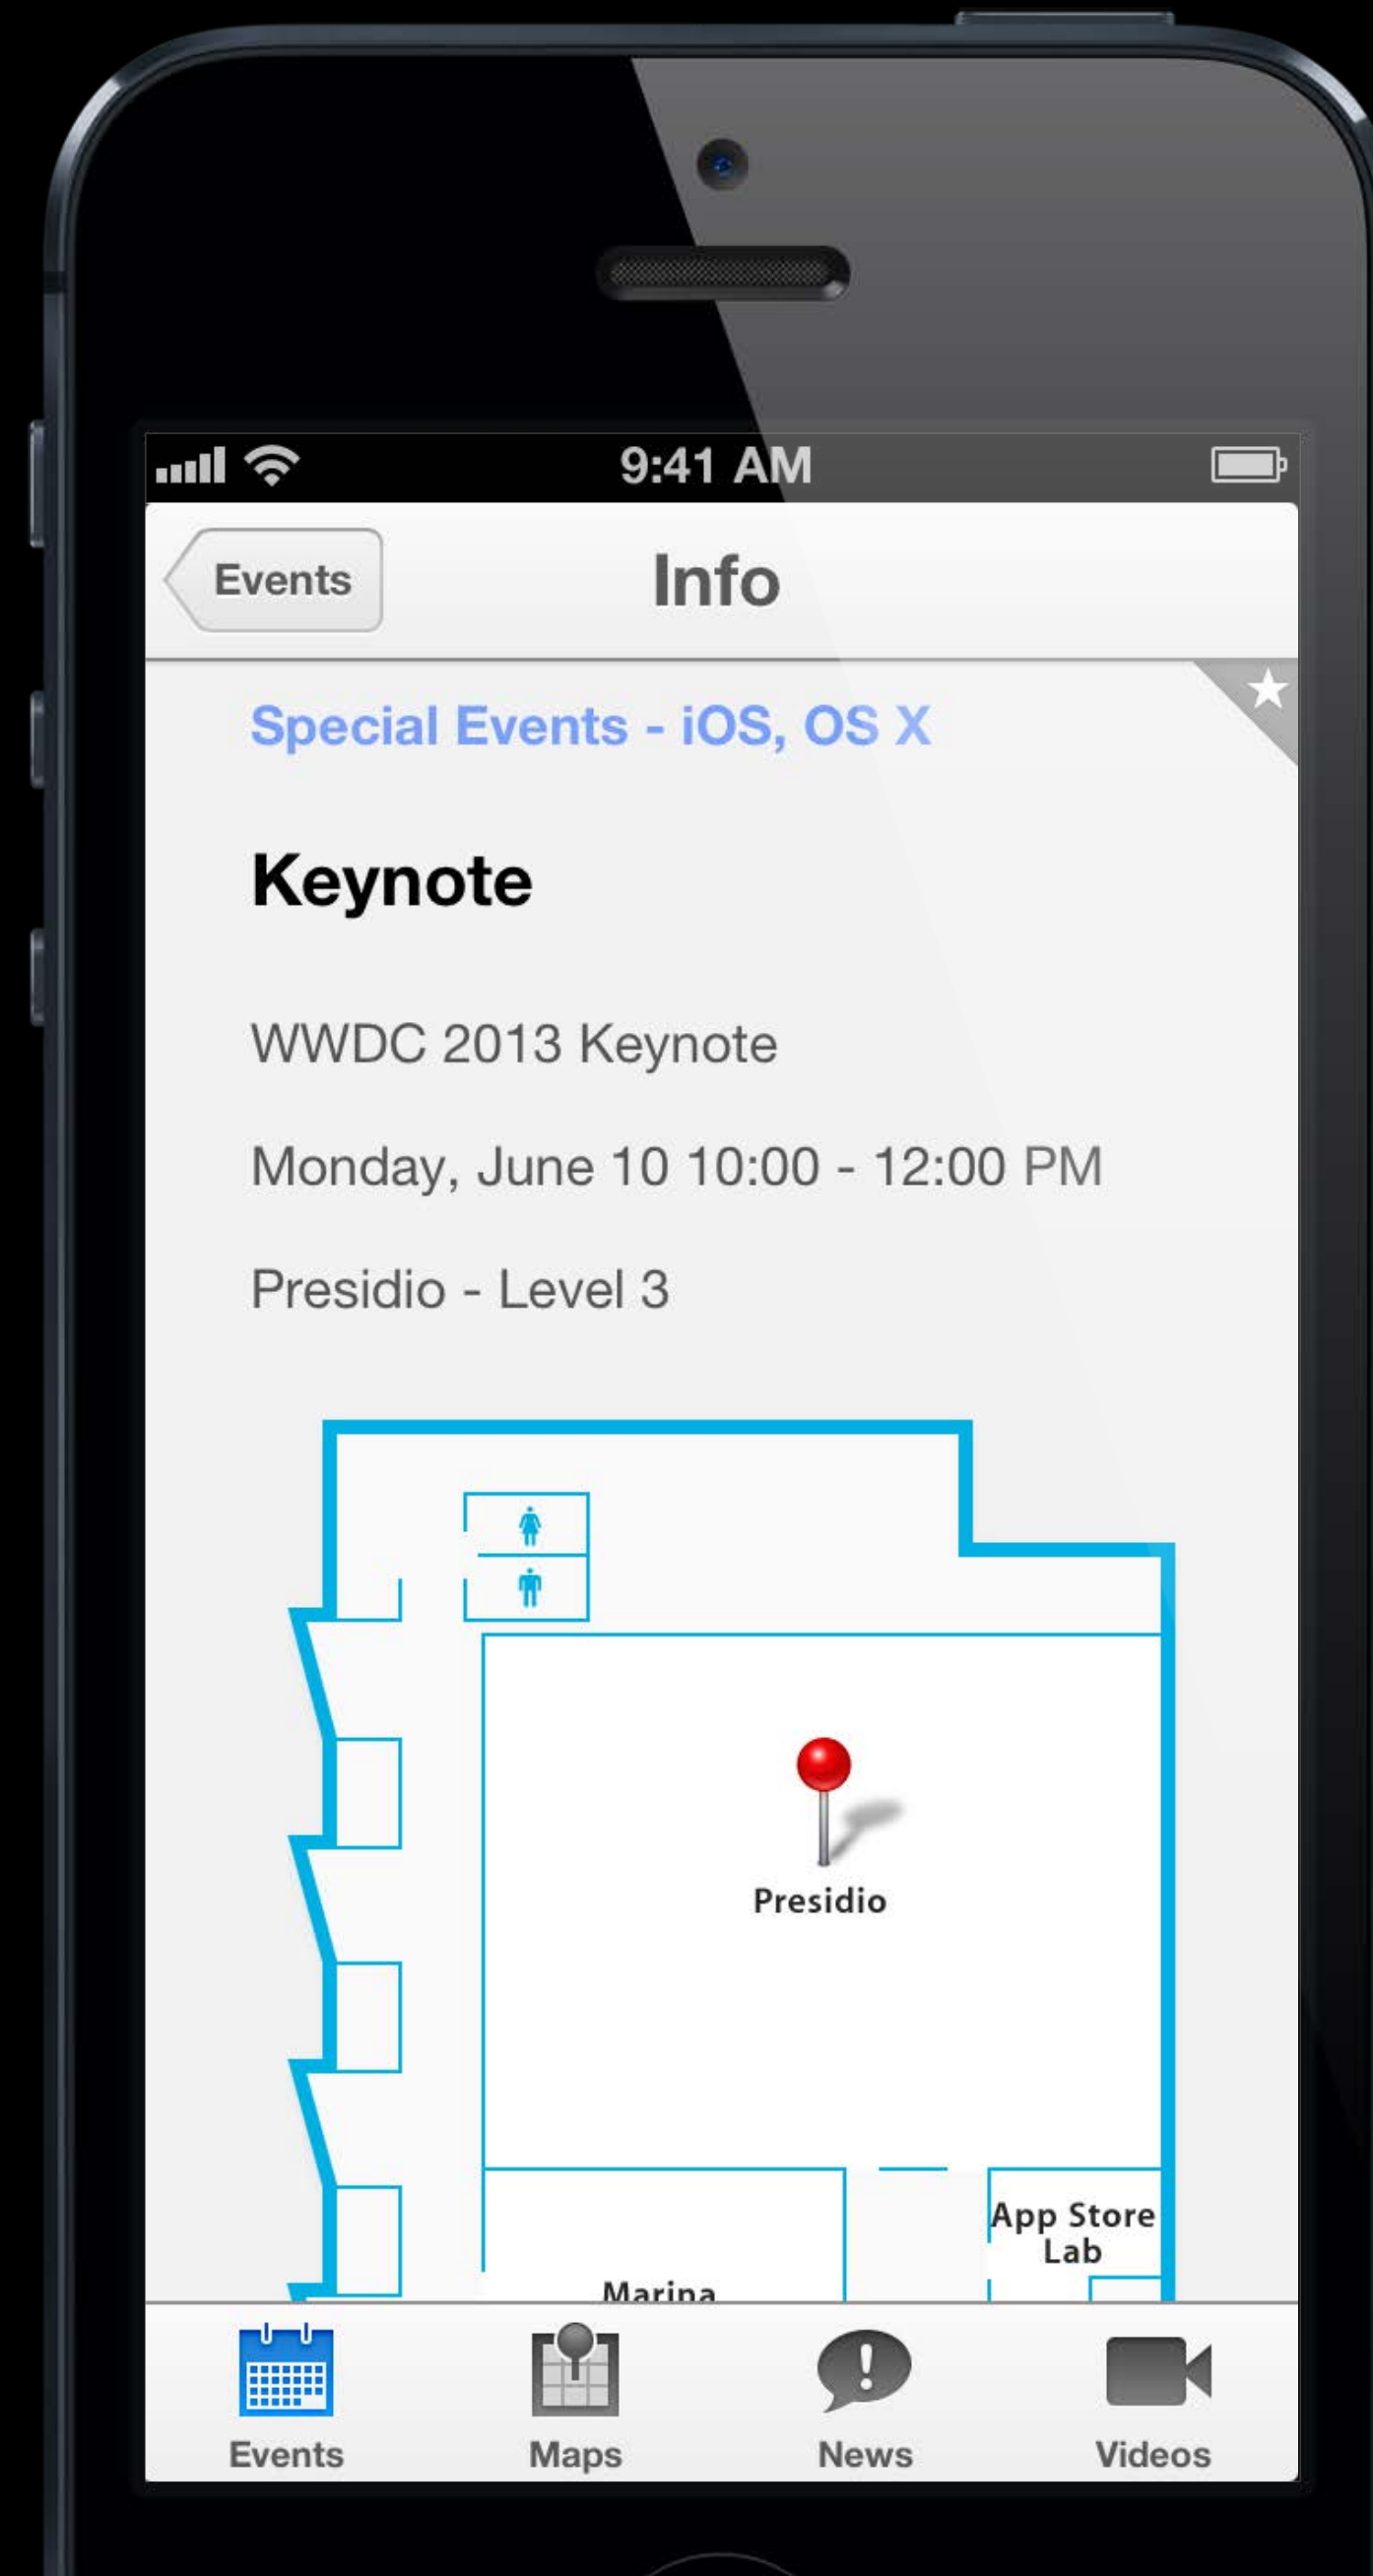 9:41 AM
Events
Info
Special Events - iOS, OS X
Keynote
WWDC 2013 Keynote
Monday, June 10 10:00 - 12:00 PM
Presidio - Level 3
Presidio
App Store
Lab
Marina
Events
Maps
News
Videos